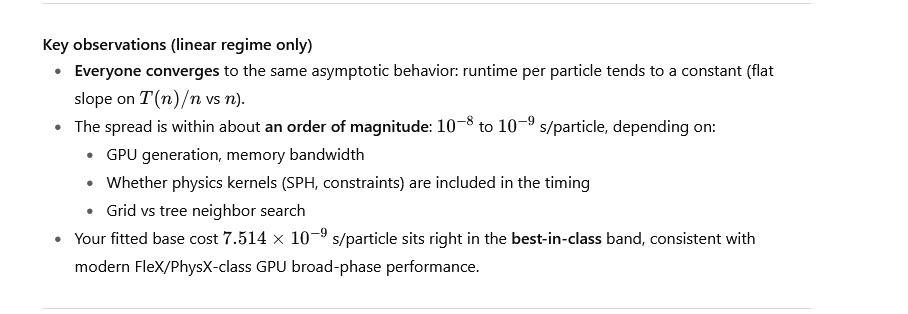 Key observations (linear regime only)
• Everyone converges to the same asymptotic behavior: runtime per particle tends to a constant (flat
slope on T(n)/n vs n).
• The spread is within about an order of magnitude: 10⁻⁸ to 10⁻⁹ s/particle, depending on:
• GPU generation, memory bandwidth
• Whether physics kernels (SPH, constraints) are included in the timing
• Grid vs tree neighbor search
• Your fitted base cost 7.514 × 10⁻⁹ s/particle sits right in the best-in-class band, consistent with
modern FleX/PhysX-class GPU broad-phase performance.